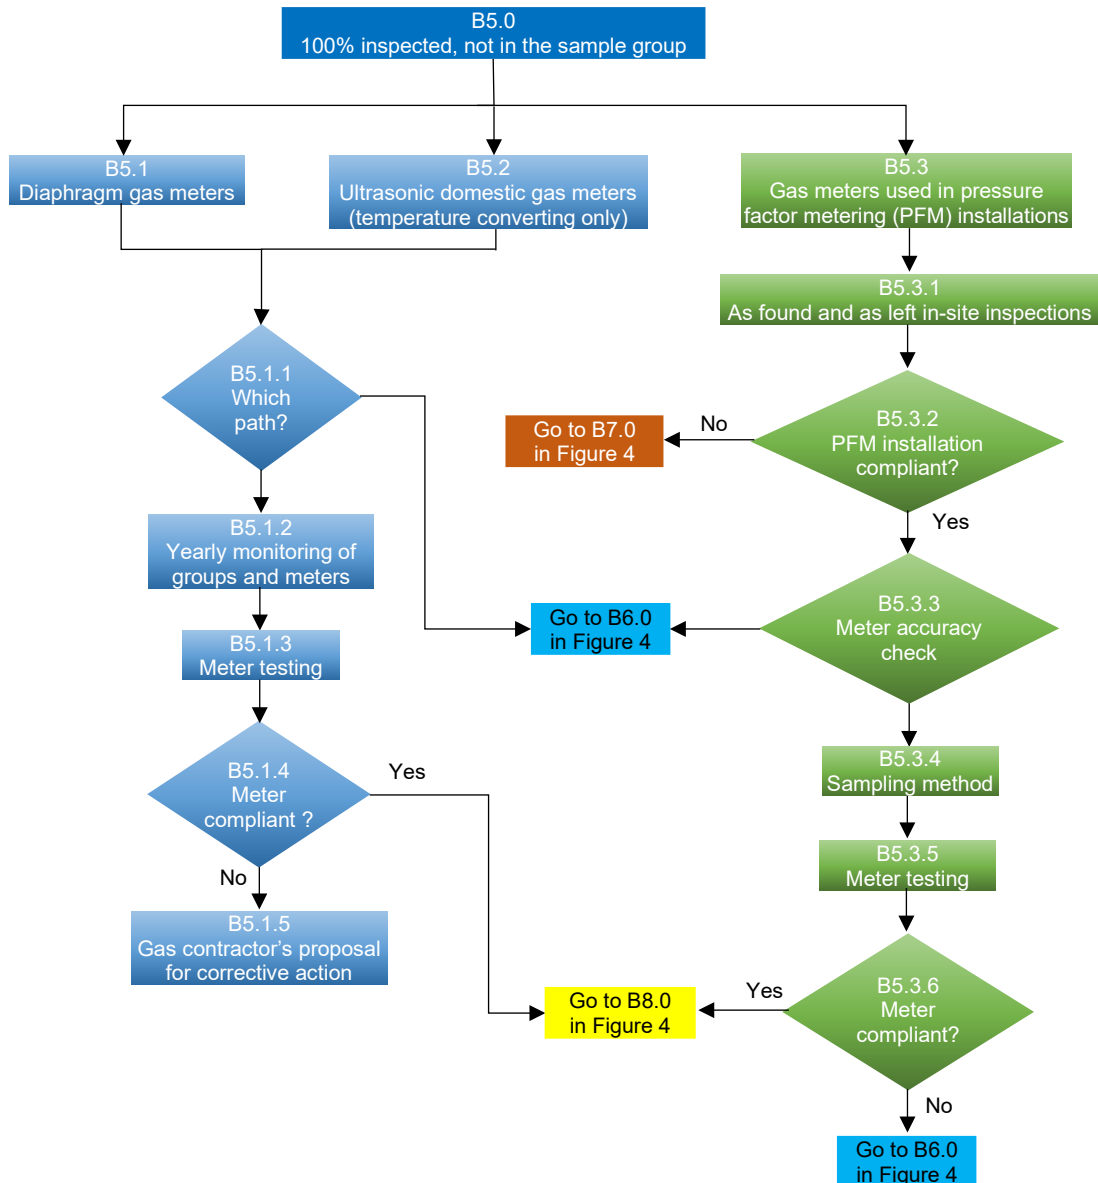 B5.0
100% inspected, not in the sample group
B5.1
Diaphragm gas meters
B5.2
Ultrasonic domestic gas meters
(temperature converting only)
B5.3
Gas meters used in pressure
factor metering (PFM) installations
B5.3.1
As found and as left in-site inspections
B5.1.1
Which
path?
B5.3.2
PFM installation
compliant?
No
Go to B7.0
in Figure 4
Yes
B5.1.2
Yearly monitoring of
groups and meters
B5.3.3
Meter accuracy
check
Go to B6.0
in Figure 4
B5.1.3
Meter testing
B5.1.4
Meter
compliant ?
Yes
No
B5.1.5
Gas contractor’s proposal
for corrective action
B5.3.4
Sampling method
B5.3.5
Meter testing
B5.3.6
Meter
compliant?
Yes
Go to B8.0
in Figure 4
No
Go to B6.0
in Figure 4